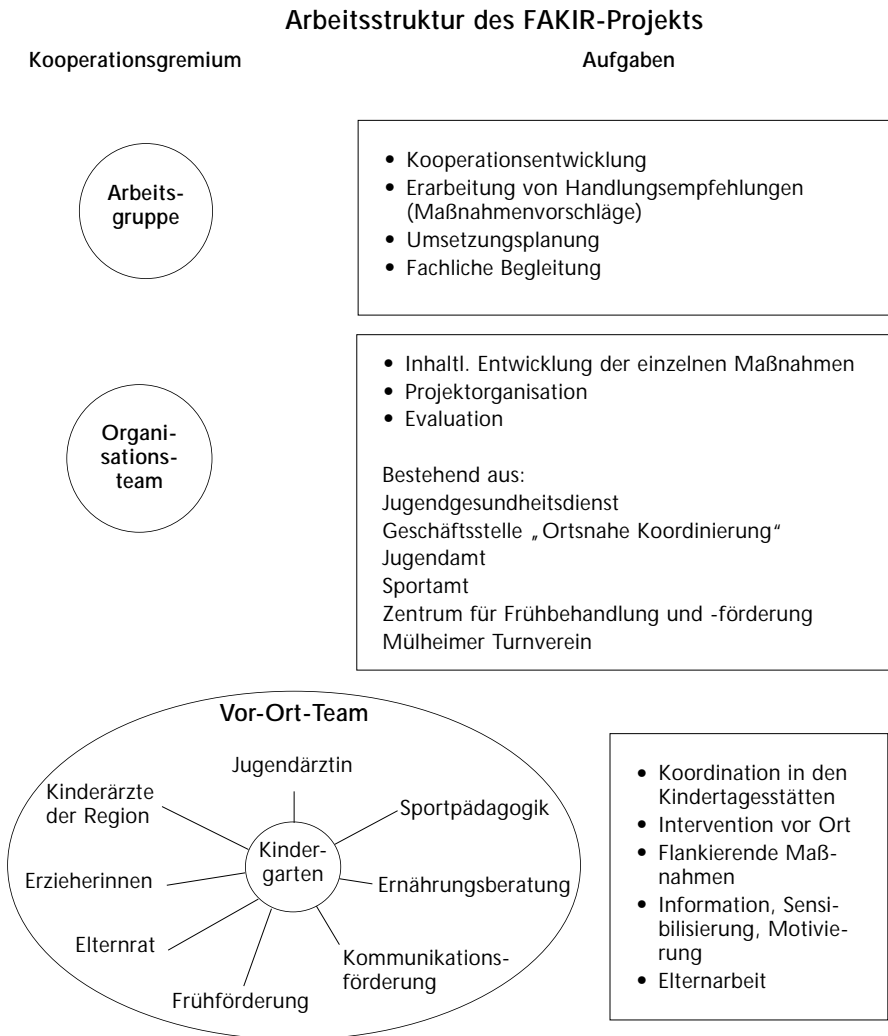 Arbeitsstruktur des FAKIR-Projekts
Kooperationsgremium
Aufgaben
Arbeits-
gruppe
• Kooperationsentwicklung
• Erarbeitung von Handlungsempfehlungen
(Maßnahmenvorschläge)
• Umsetzungsplanung
• Fachliche Begleitung
Organi-
sations-
team
• Inhaltl. Entwicklung der einzelnen Maßnahmen
• Projektorganisation
• Evaluation
Bestehend aus:
Jugendgesundheitsdienst
Geschäftsstelle „Ortsnahe Koordinierung“
Jugendamt
Sportamt
Zentrum für Frühbehandlung und -förderung
Mülheimer Turnverein
Vor-Ort-Team
Jugendärztin
Kinderärzte
der Region
Sportpädagogik
Kinder-
garten
Erzieherinnen
Ernährungsberatung
Elternrat
Kommunikations-
förderung
Frühförderung
• Koordination in den
Kindertagesstätten
• Intervention vor Ort
• Flankierende Maß-
nahmen
• Information, Sensi-
bilisierung, Motivie-
rung
• Elternarbeit